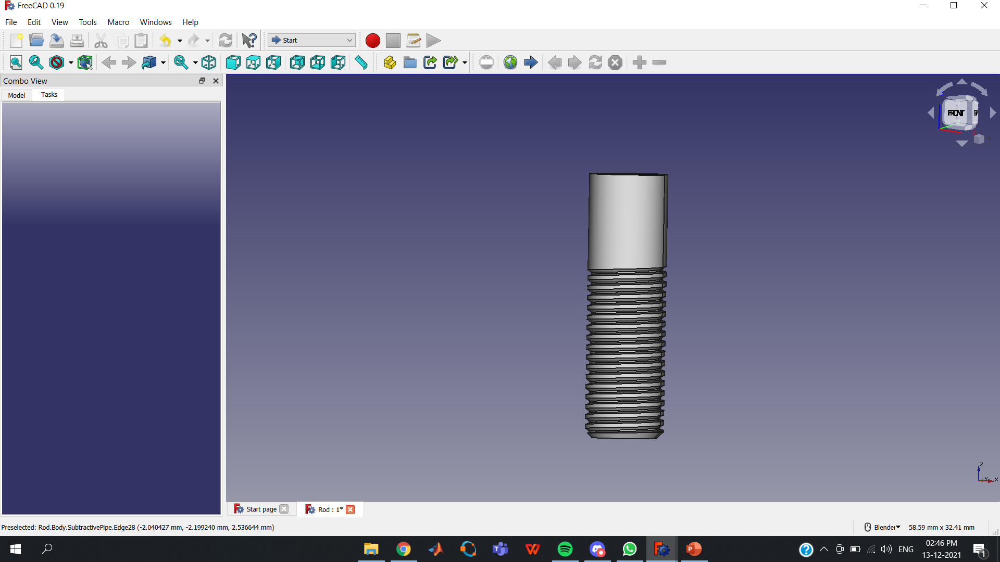 FreeCAD 0.19
File Edit View Tools Macro Windows Help
Start
Combo View
Model Tasks
FRONT
Z
Y X
Start page Rod : 1*
Preselected: Rod.Body.SubtractivePipe.Edge28 (-2.040427 mm, -2.199240 mm, 2.536644 mm)
Blender 58.59 mm x 32.41 mm
ENG
02:46 PM
13-12-2021
1